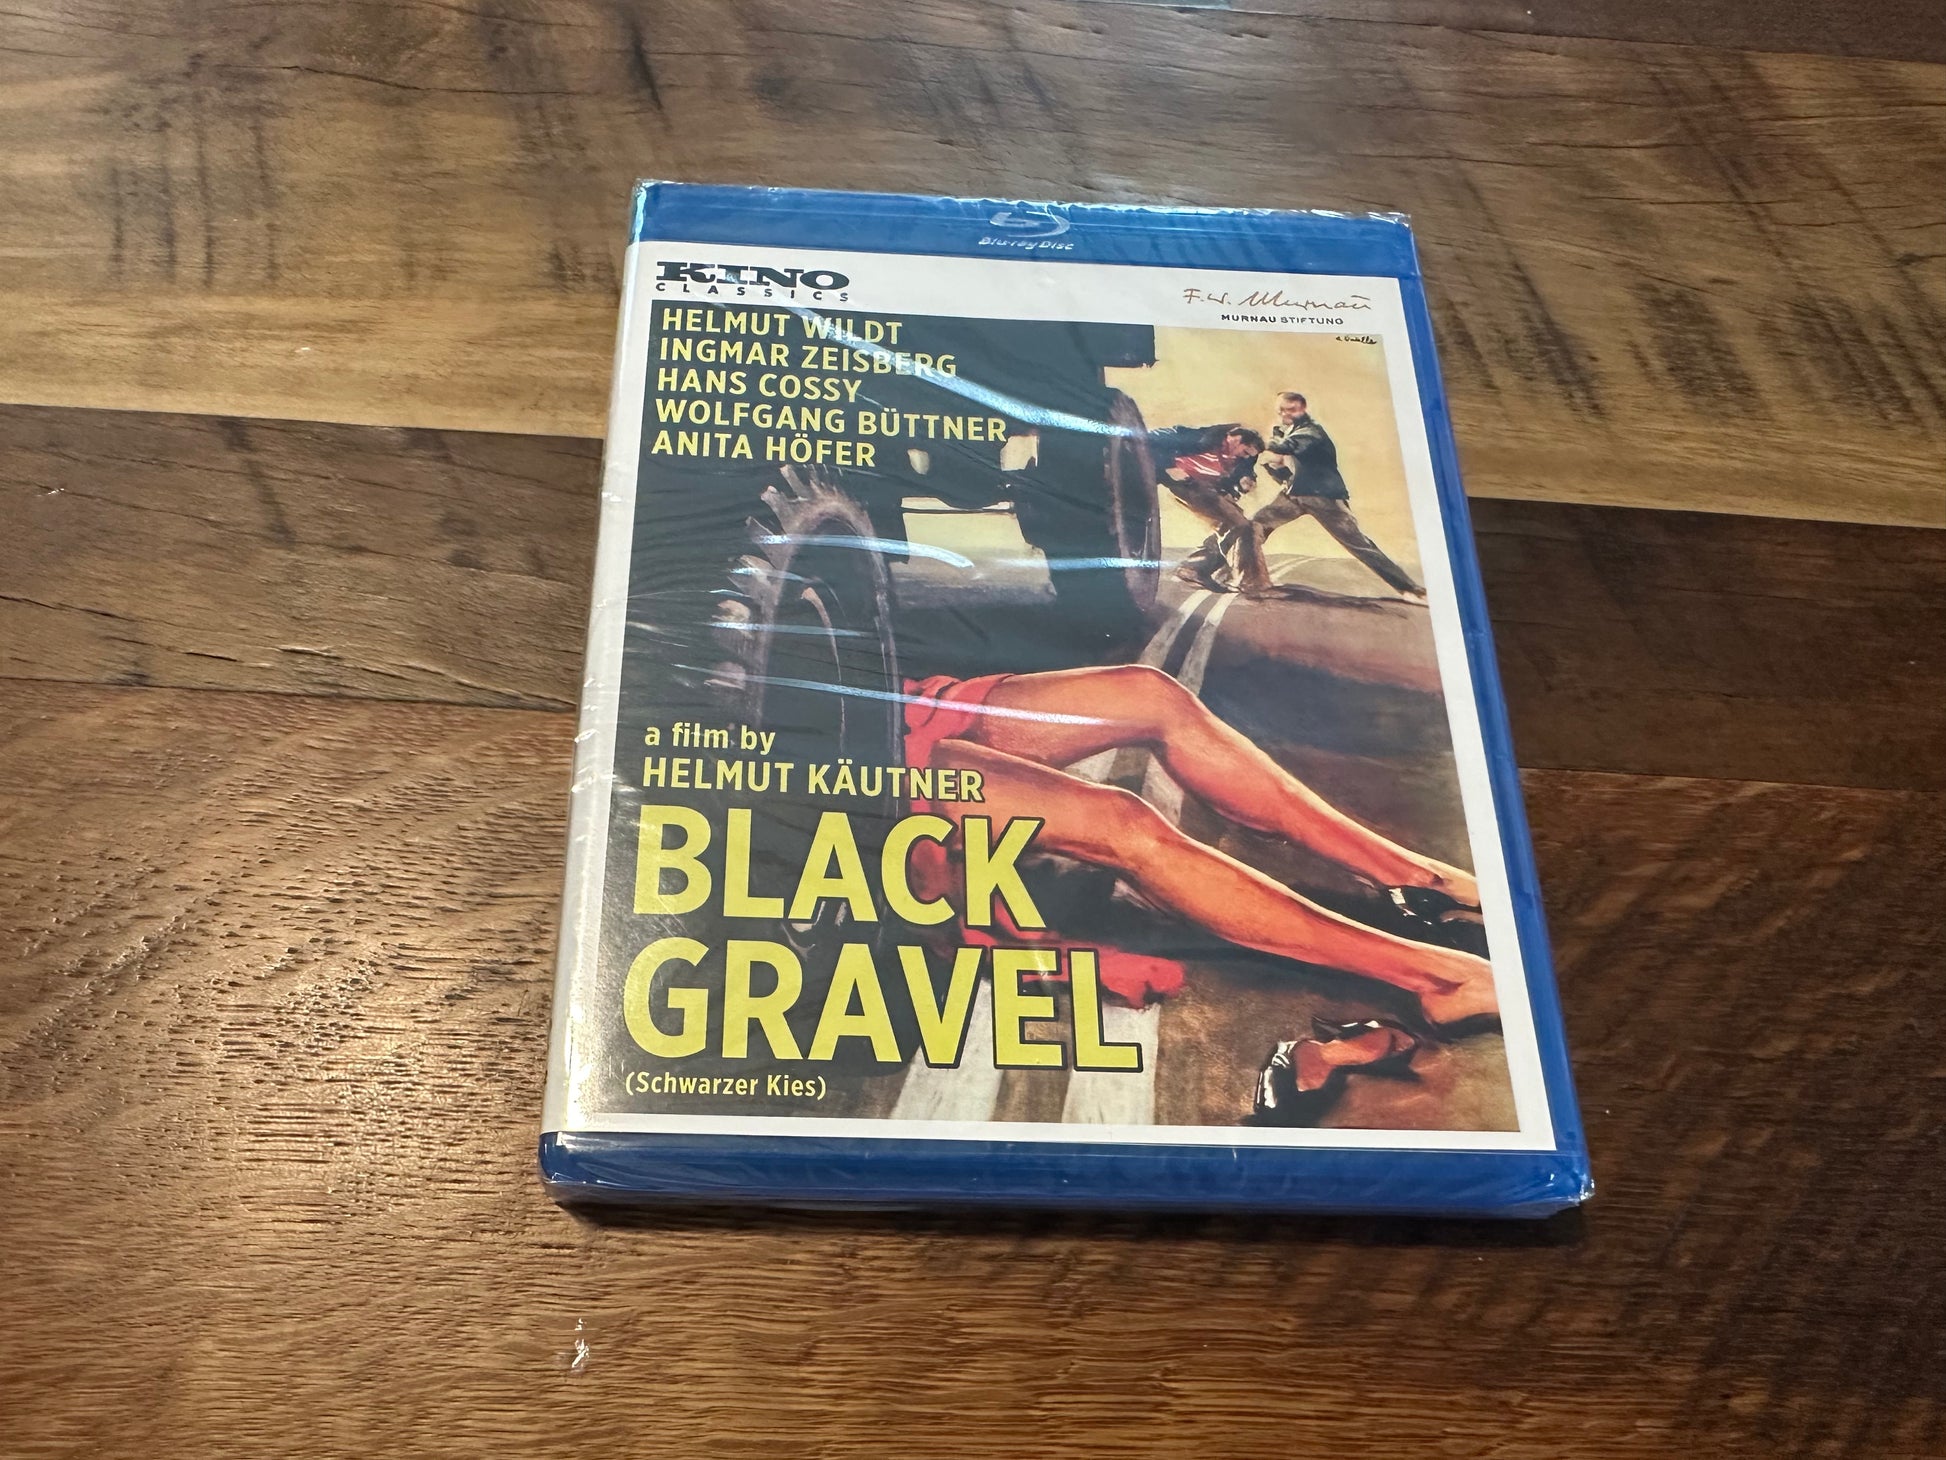 Blu-ray Disc
KINO
CLASSICS
F.W. Murnau
MURNAU STIFTUNG
HELMUT WILDT
INGMAR ZEISBERG
HANS COSSY
WOLFGANG BÜTTNER
ANITA HÖFER
a film by
HELMUT KÄUTNER
BLACK
GRAVEL
(Schwarzer Kies)